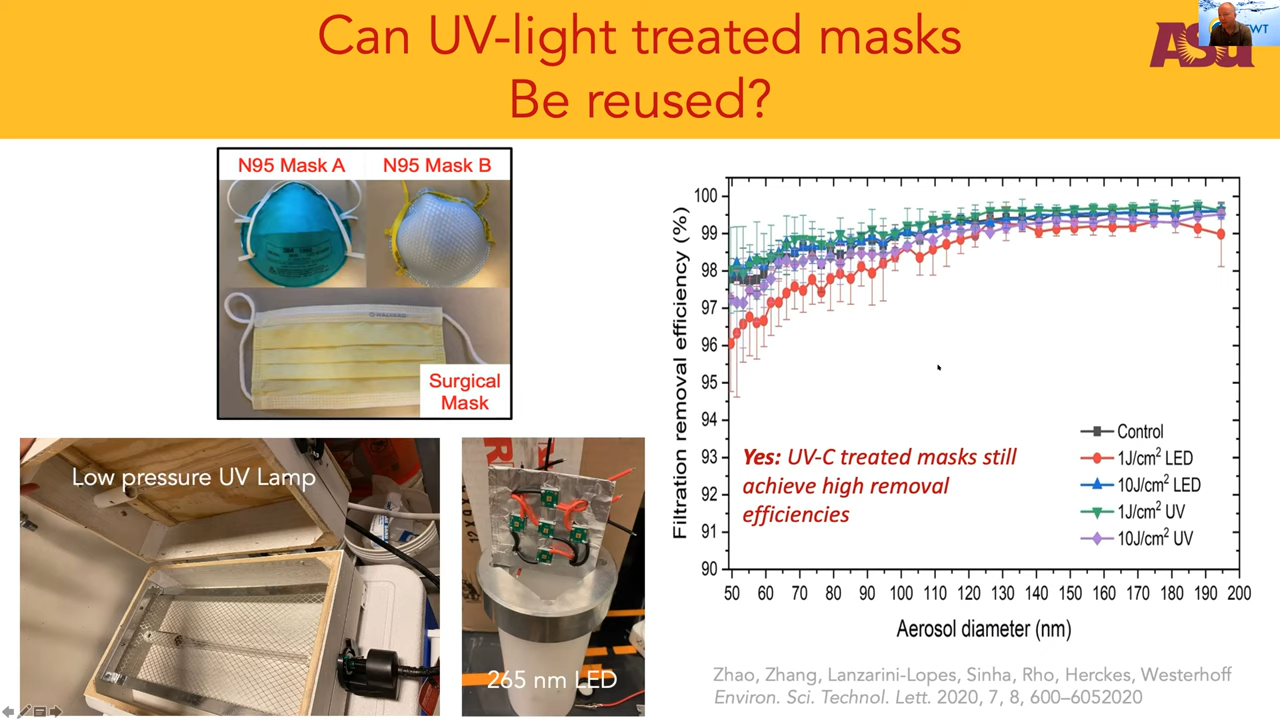 Can UV-light treated masks
Be reused?
ASU
WT
N95 Mask A
N95 Mask B
3M
Surgical
Mask
Low pressure UV Lamp
265 nm LED
Filtration removal efficiency (%)
100
99
98
97
96
95
94
93
92
91
90
50 60 70 80 90 100 110 120 130 140 150 160 170 180 190 200
Aerosol diameter (nm)
Yes: UV-C treated masks still
achieve high removal
efficiencies
Control
1J/cm² LED
10J/cm² LED
1J/cm² UV
10J/cm² UV
Zhao, Zhang, Lanzarini-Lopes, Sinha, Rho, Herckes, Westerhoff
Environ. Sci. Technol. Lett. 2020, 7, 8, 600–6052020